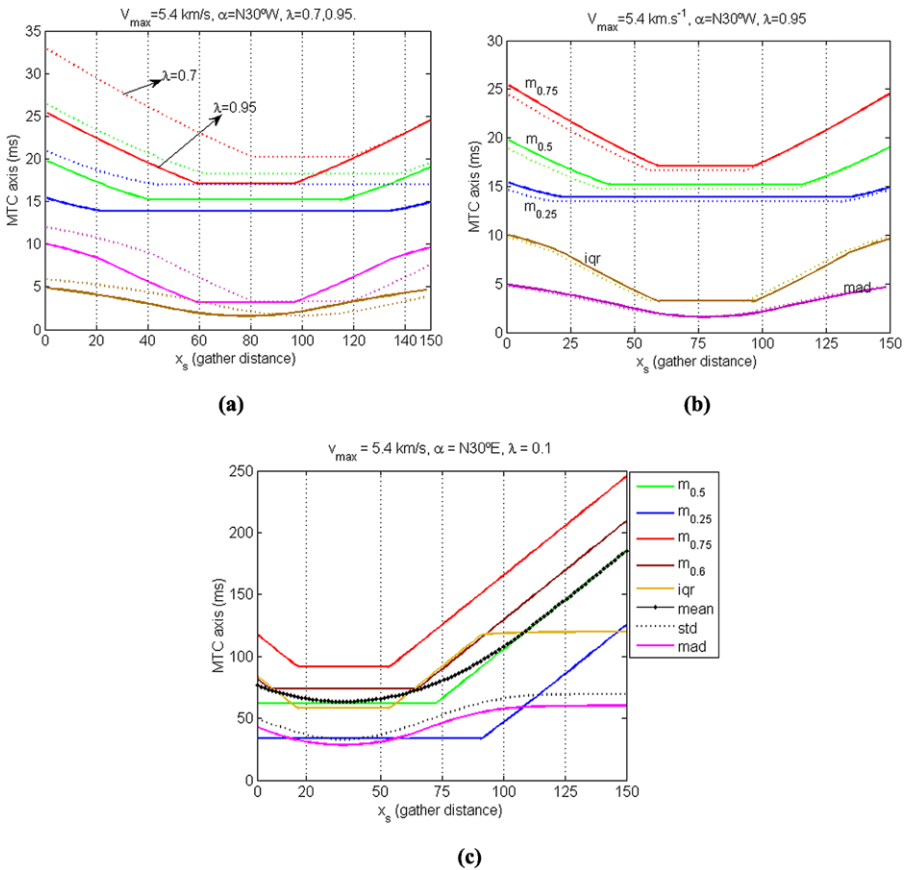 (a)
V_max=5.4 km/s, α=N30ºW, λ=0.7,0.95.
MTC axis (ms)
35
30
25
20
15
10
5
0
λ=0.7
λ=0.95
0 20 40 60 80 100 120 140 150
x_s (gather distance)
(a)
(b)
V_max=5.4 km.s^-1, α=N30ºW, λ=0.95
MTC axis (ms)
30
25
20
15
10
5
0
m_0.75
m_0.5
m_0.25
iqr
mad
0 25 50 75 100 125 150
x_s (gather distance)
(b)
v_max = 5.4 km/s, α = N30ºE, λ = 0.1
MTC axis (ms)
250
200
150
100
50
0
0 20 50 75 100 125 150
x_s (gather distance)
m_0.5
m_0.25
m_0.75
m_0.6
iqr
mean
std
mad
(c)